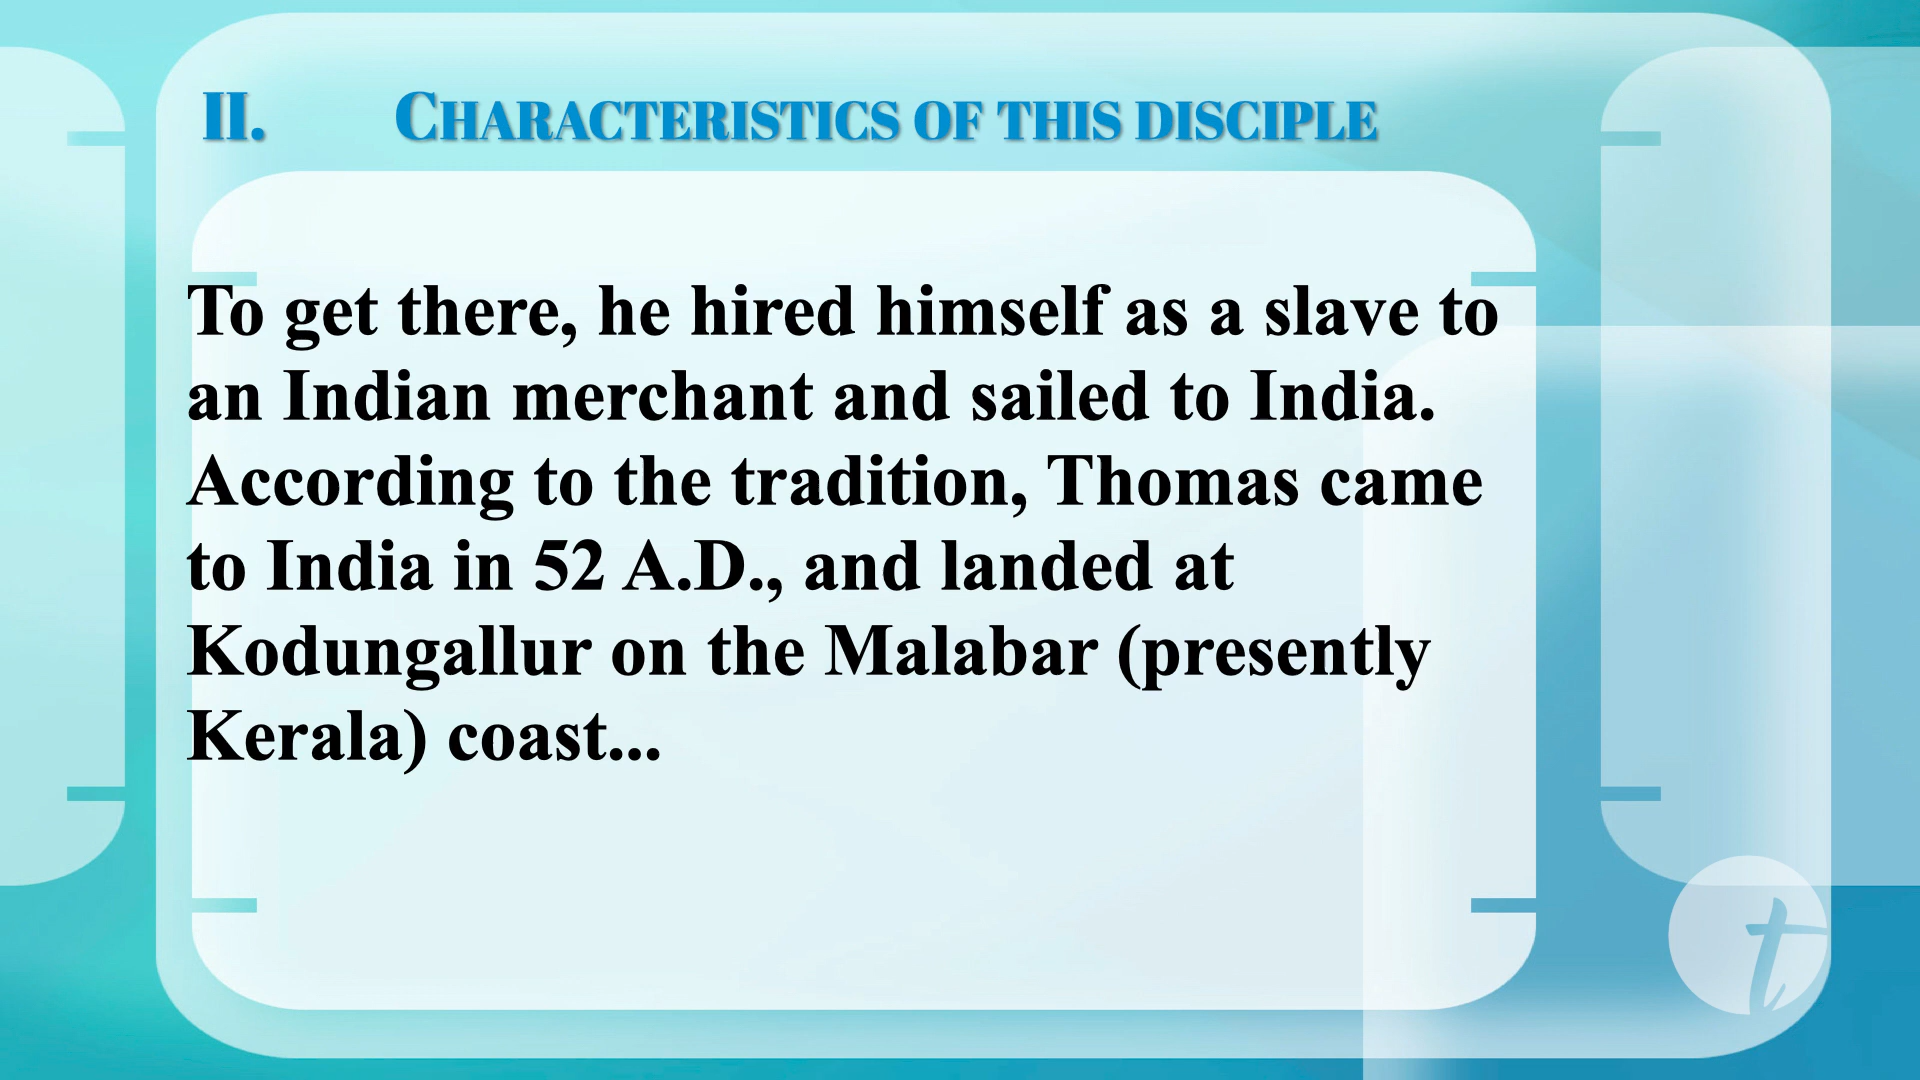 II. Characteristics of this disciple
To get there, he hired himself as a slave to
an Indian merchant and sailed to India.
According to the tradition, Thomas came
to India in 52 A.D., and landed at
Kodungallur on the Malabar (presently
Kerala) coast...